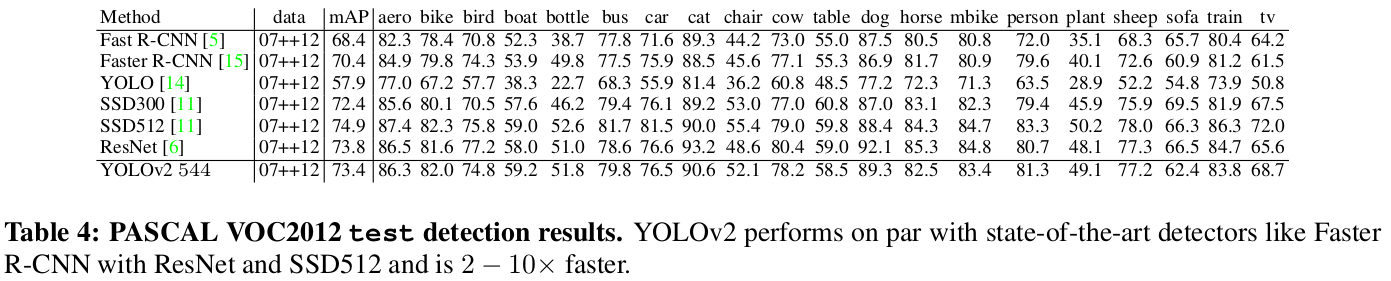 Method data mAP aero bike bird boat bottle bus car cat chair cow table dog horse mbike person plant sheep sofa train tv
Fast R-CNN [5] 07++12 68.4 82.3 78.4 70.8 52.3 38.7 77.8 71.6 89.3 44.2 73.0 55.0 87.5 80.5 80.8 72.0 35.1 68.3 65.7 80.4 64.2
Faster R-CNN [15] 07++12 70.4 84.9 79.8 74.3 53.9 49.8 77.5 75.9 88.5 45.6 77.1 55.3 86.9 81.7 80.9 79.6 40.1 72.6 60.9 81.2 61.5
YOLO [14] 07++12 57.9 77.0 67.2 57.7 38.3 22.7 68.3 55.9 81.4 36.2 60.8 48.5 77.2 72.3 71.3 63.5 28.9 52.2 54.8 73.9 50.8
SSD300 [11] 07++12 72.4 85.6 80.1 70.5 57.6 46.2 79.4 76.1 89.2 53.0 77.0 60.8 87.0 83.1 82.3 79.4 45.9 75.9 69.5 81.9 67.5
SSD512 [11] 07++12 74.9 87.4 82.3 75.8 59.0 52.6 81.7 81.5 90.0 55.4 79.0 59.8 88.4 84.3 84.7 83.3 50.2 78.0 66.3 86.3 72.0
ResNet [6] 07++12 73.8 86.5 81.6 77.2 58.0 51.0 78.6 76.6 93.2 48.6 80.4 59.0 92.1 85.3 84.8 80.7 48.1 77.3 66.5 84.7 65.6
YOLOv2 544 07++12 73.4 86.3 82.0 74.8 59.2 51.8 79.8 76.5 90.6 52.1 78.2 58.5 89.3 82.5 83.4 81.3 49.1 77.2 62.4 83.8 68.7
Table 4: PASCAL VOC2012 test detection results. YOLOv2 performs on par with state-of-the-art detectors like Faster
R-CNN with ResNet and SSD512 and is 2 − 10× faster.